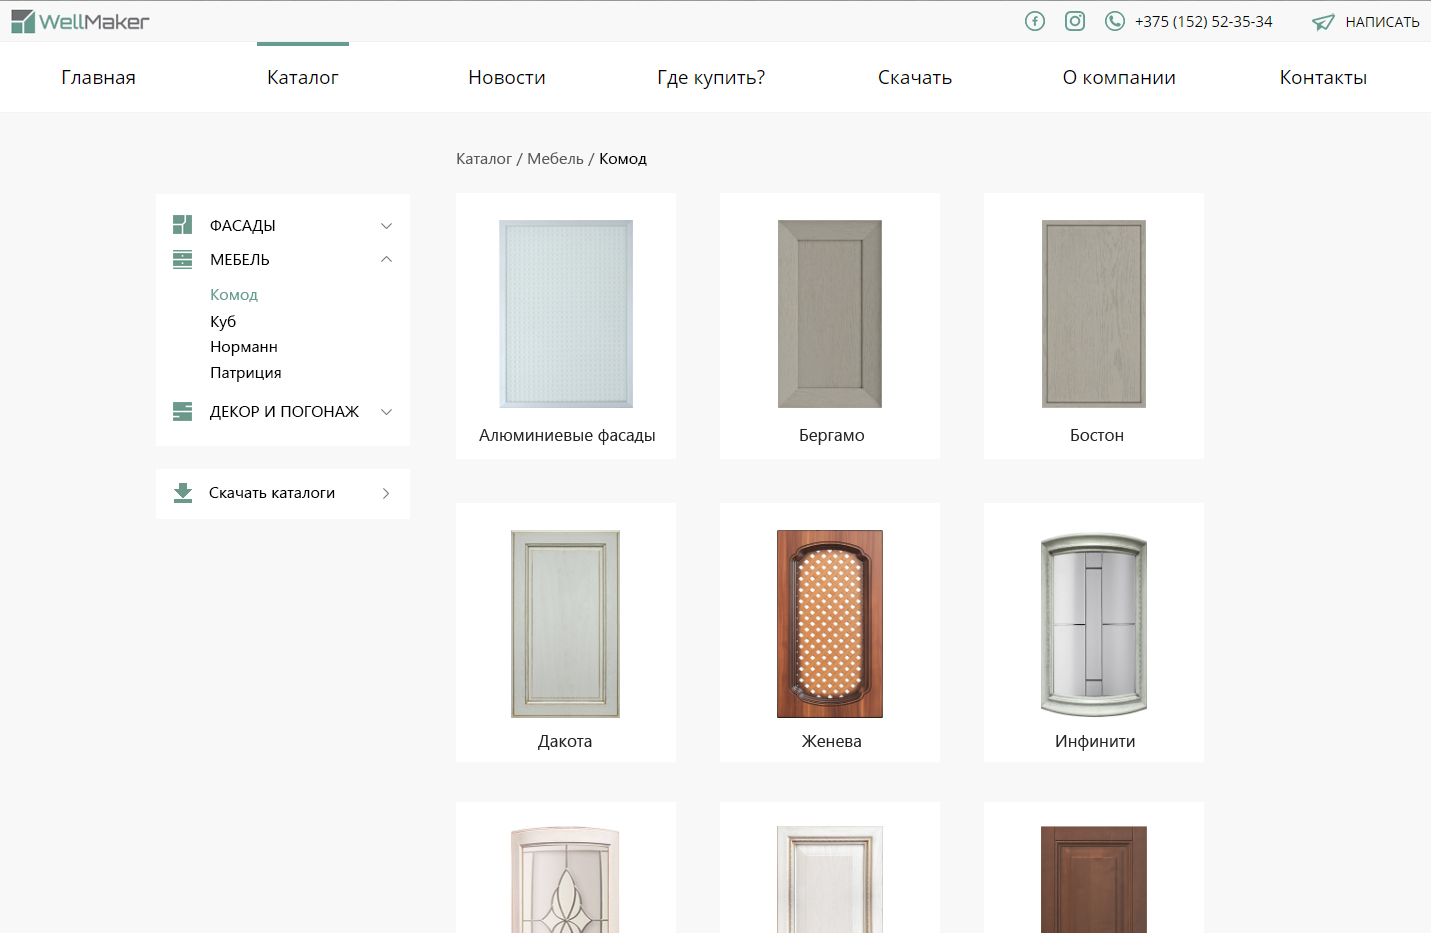 WellMaker
+375 (152) 52-35-34
НАПИСАТЬ
Главная
Каталог
Новости
Где купить?
Скачать
О компании
Контакты
Каталог / Мебель / Комод
ФАСАДЫ
МЕБЕЛЬ
Комод
Куб
Норманн
Патриция
ДЕКОР И ПОГОНАЖ
Скачать каталоги
Алюминиевые фасады
Бергамо
Бостон
Дакота
Женева
Инфинити